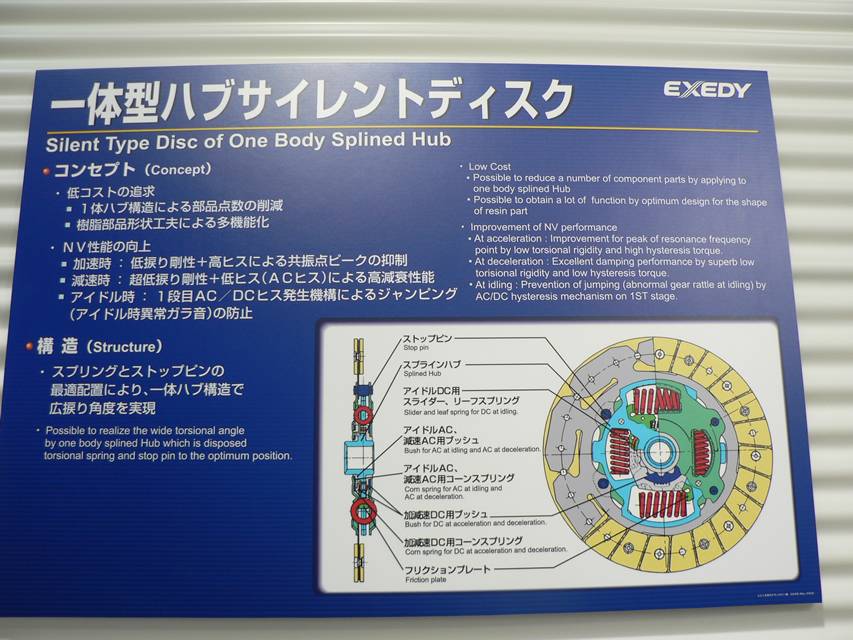 一体型ハブサイレントディスク
EXEDY
Silent Type Disc of One Body Splined Hub
• コンセプト (Concept)
・ 低コストの追求
■ 1体ハブ構造による部品点数の削減
■ 樹脂部品形状工夫による多機能化
・ NV性能の向上
■ 加速時 : 低捩り剛性+高ヒスによる共振点ピークの抑制
■ 減速時 : 超低捩り剛性+低ヒス(ACヒス)による高減衰性能
■ アイドル時 : 1段目AC/DCヒス発生機構によるジャンピング
(アイドル時異常ガラ音)の防止
・ Low Cost
• Possible to reduce a number of component parts by applying to
one body splined Hub
• Possible to obtain a lot of function by optimum design for the shape
of resin part
・ Improvement of NV performance
• At acceleration : Improvement for peak of resonance frequency
point by low torsional rigidity and high hysteresis torque.
• At deceleration : Excellent damping performance by superb low
torisional rigidity and low hysteresis torque.
• At idling : Prevention of jumping (abnormal gear rattle at idling) by
AC/DC hysteresis mechanism on 1ST stage.
• 構 造 (Structure)
・ スプリングとストップピンの
最適配置により、一体ハブ構造で
広捩り角度を実現
・ Possible to realize the wide torsional angle
by one body splined Hub which is disposed
torsional spring and stop pin to the optimum position.
ストップピン
Stop pin
スプラインハブ
Splined Hub
アイドルDC用
スライダー、リーフスプリング
Slider and leaf spring for DC at idling.
アイドルAC、
減速AC用ブッシュ
Bush for AC at idling and AC at deceleration.
アイドルAC、
減速AC用コーンスプリング
Corn spring for AC at idling and
AC at deceleration.
加減速DC用ブッシュ
Bush for DC at acceleration and deceleration.
加減速DC用コーンスプリング
Corn spring for DC at acceleration and deceleration.
フリクションプレート
Friction plate